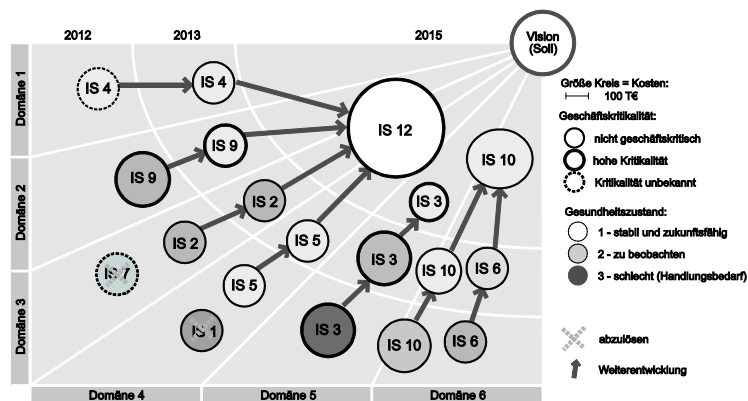 2012
2013
2015
Vision
(Soll)
Domäne 1
Domäne 2
Domäne 3
IS 4
IS 4
IS 12
IS 9
IS 9
IS 10
IS 2
IS 2
IS 3
IS 5
IS 5
IS 3
IS 10
IS 6
IS 7
IS 1
IS 3
IS 10
IS 6
Domäne 4
Domäne 5
Domäne 6
Größe Kreis = Kosten:
100 T€
Geschäftskritikalität:
nicht geschäftskritisch
hohe Kritikalität
Kritikalität unbekannt
Gesundheitszustand:
1 - stabil und zukunftsfähig
2 - zu beobachten
3 - schlecht (Handlungsbedarf)
abzulösen
Weiterentwicklung